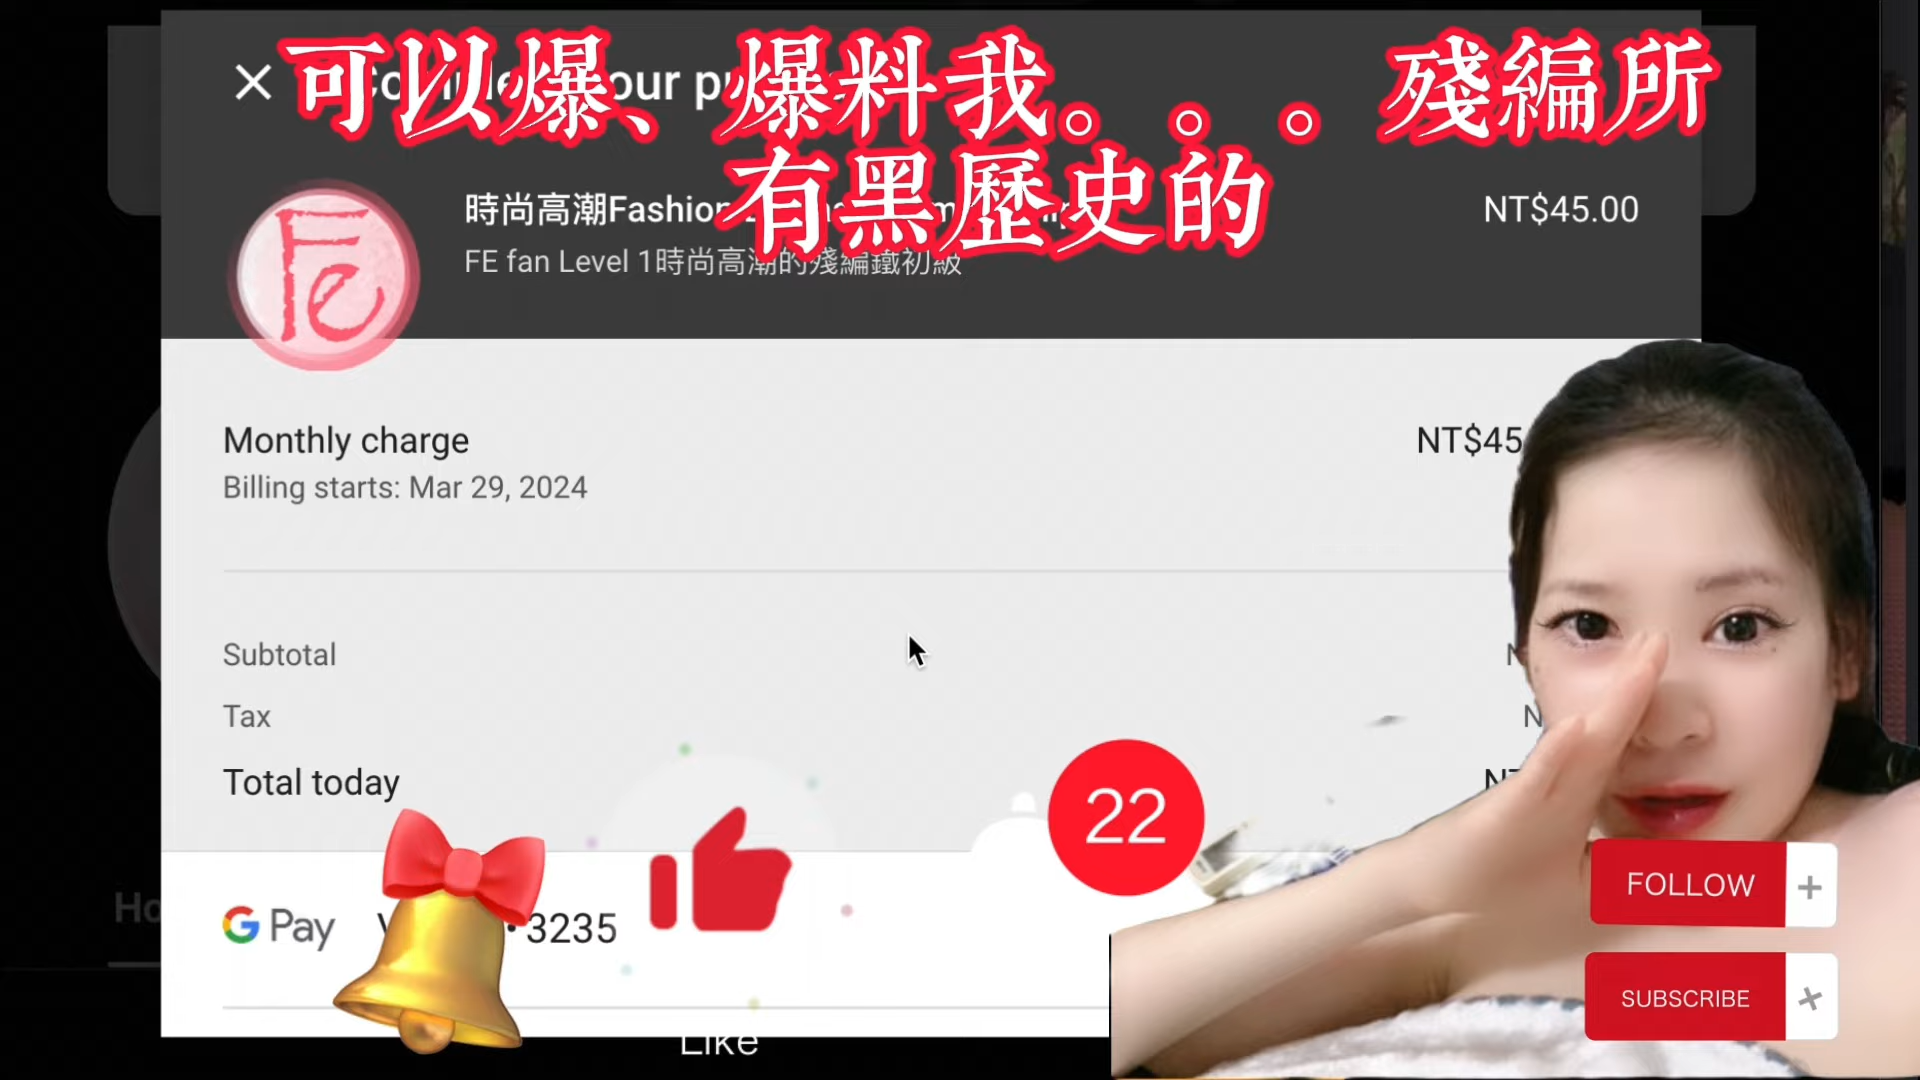 可以爆、爆料我。。。殘編所
有黑歷史的
時尚高潮Fashion
NT$45.00
FE fan Level 1時尚高潮的殘編鐵初級
Fe
Monthly charge
NT$45
Billing starts: Mar 29, 2024
Subtotal
Tax
Total today
22
G Pay
3235
FOLLOW +
SUBSCRIBE
Like